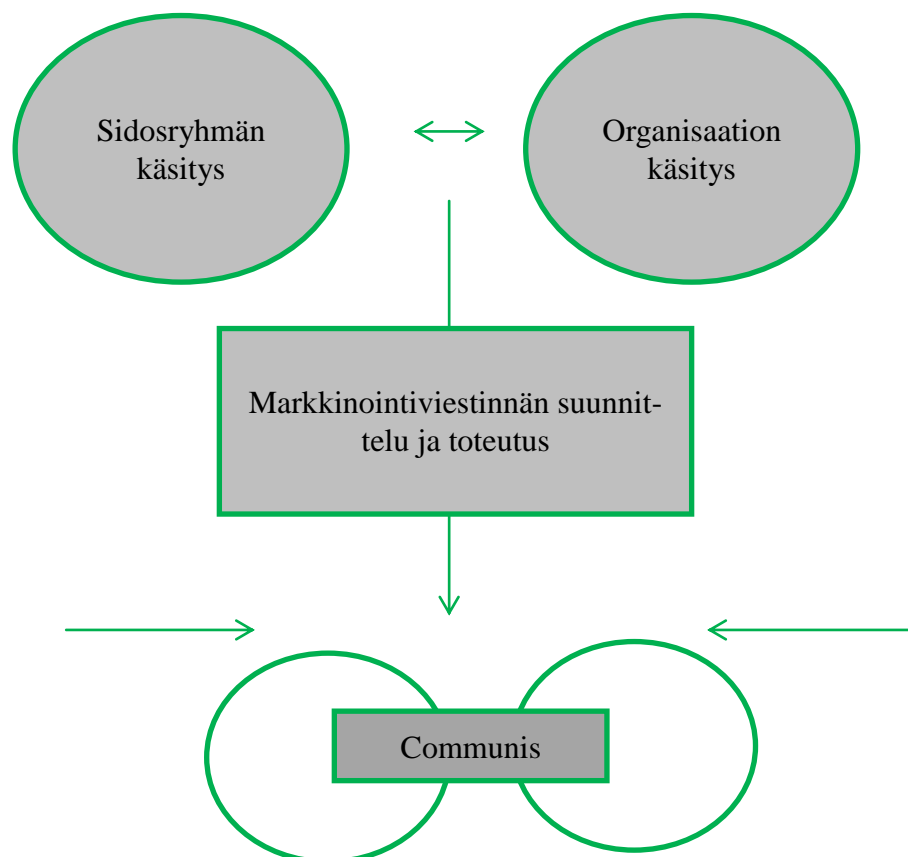 Sidosryhmän
käsitys
Organisaation
käsitys
Markkinointiviestinnän suunnit-
telu ja toteutus
Communis